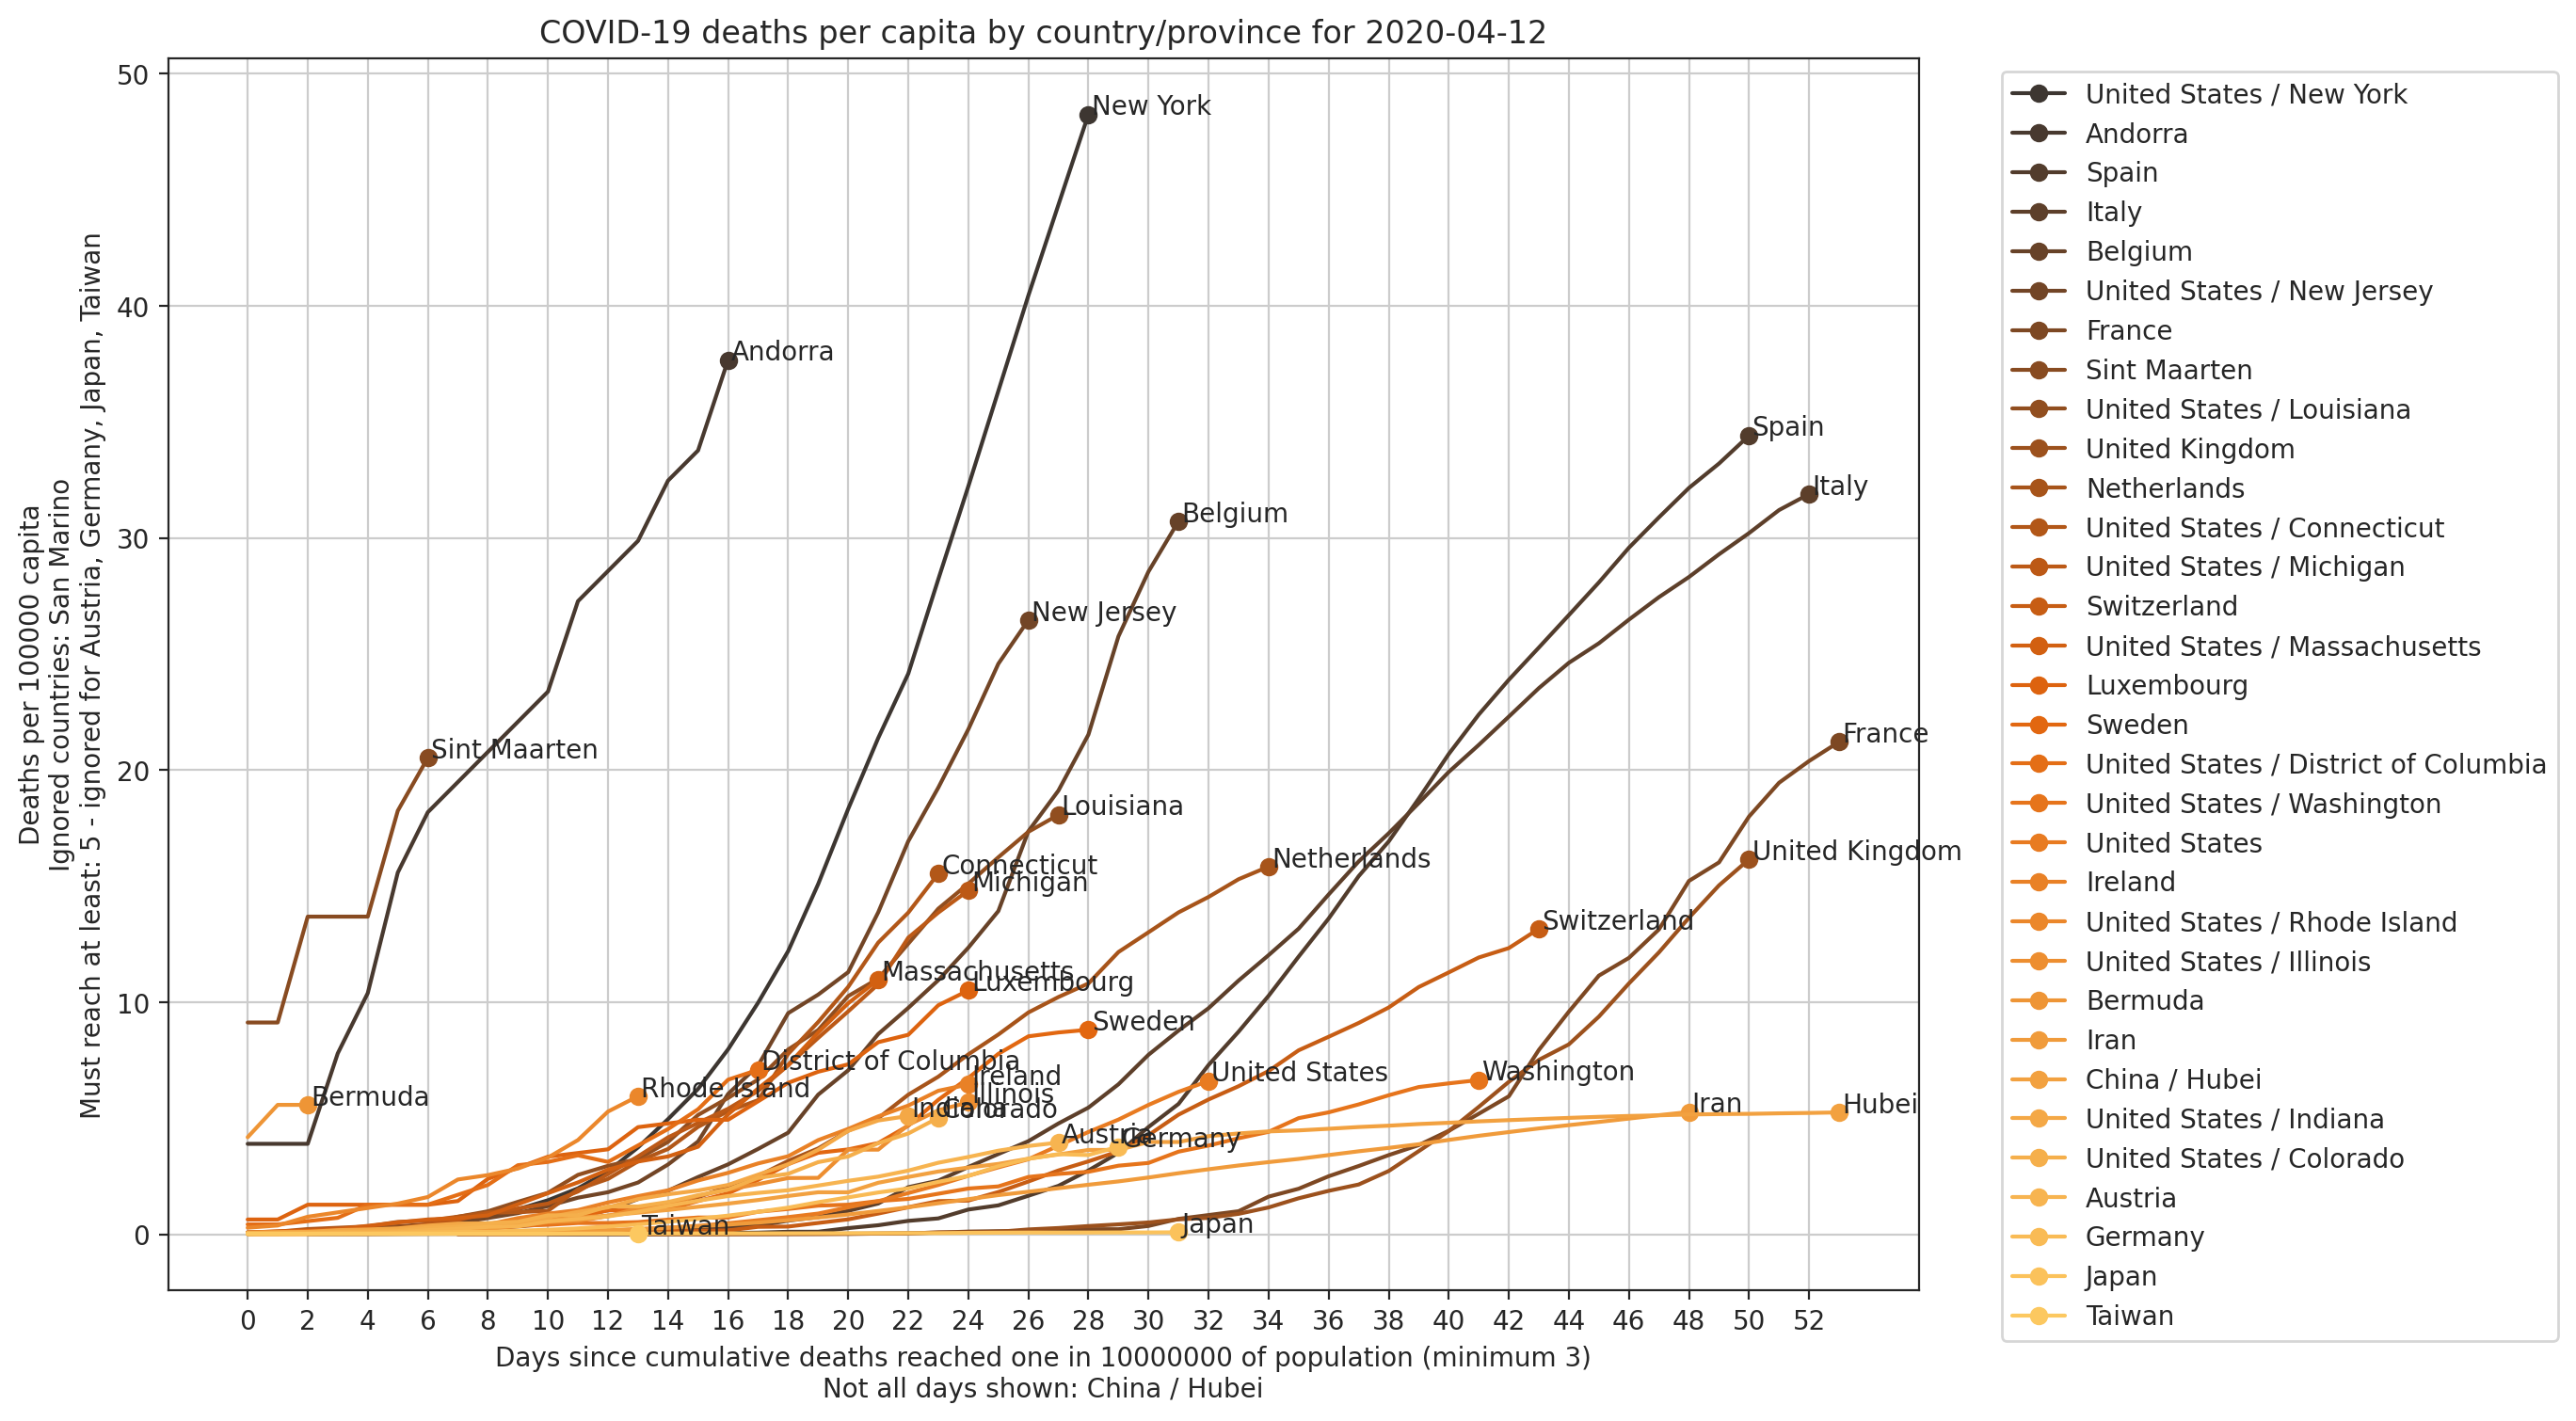 COVID-19 deaths per capita by country/province for 2020-04-12
Deaths per 100000 capita
Ignored countries: San Marino
Must reach at least: 5 - ignored for Austria, Germany, Japan, Taiwan
50
40
30
20
10
0
New York
Andorra
Spain
Italy
Belgium
New Jersey
France
Sint Maarten
Louisiana
United Kingdom
Netherlands
Connecticut
Michigan
Switzerland
Massachusetts
Luxembourg
Sweden
District of Columbia
Washington
United States
Ireland
Rhode Island
Illinois
Bermuda
Iran
Hubei
Indiana
Colorado
Austria
Germany
Japan
Taiwan
0 2 4 6 8 10 12 14 16 18 20 22 24 26 28 30 32 34 36 38 40 42 44 46 48 50 52
Days since cumulative deaths reached one in 10000000 of population (minimum 3)
Not all days shown: China / Hubei
United States / New York
Andorra
Spain
Italy
Belgium
United States / New Jersey
France
Sint Maarten
United States / Louisiana
United Kingdom
Netherlands
United States / Connecticut
United States / Michigan
Switzerland
United States / Massachusetts
Luxembourg
Sweden
United States / District of Columbia
United States / Washington
United States
Ireland
United States / Rhode Island
United States / Illinois
Bermuda
Iran
China / Hubei
United States / Indiana
United States / Colorado
Austria
Germany
Japan
Taiwan